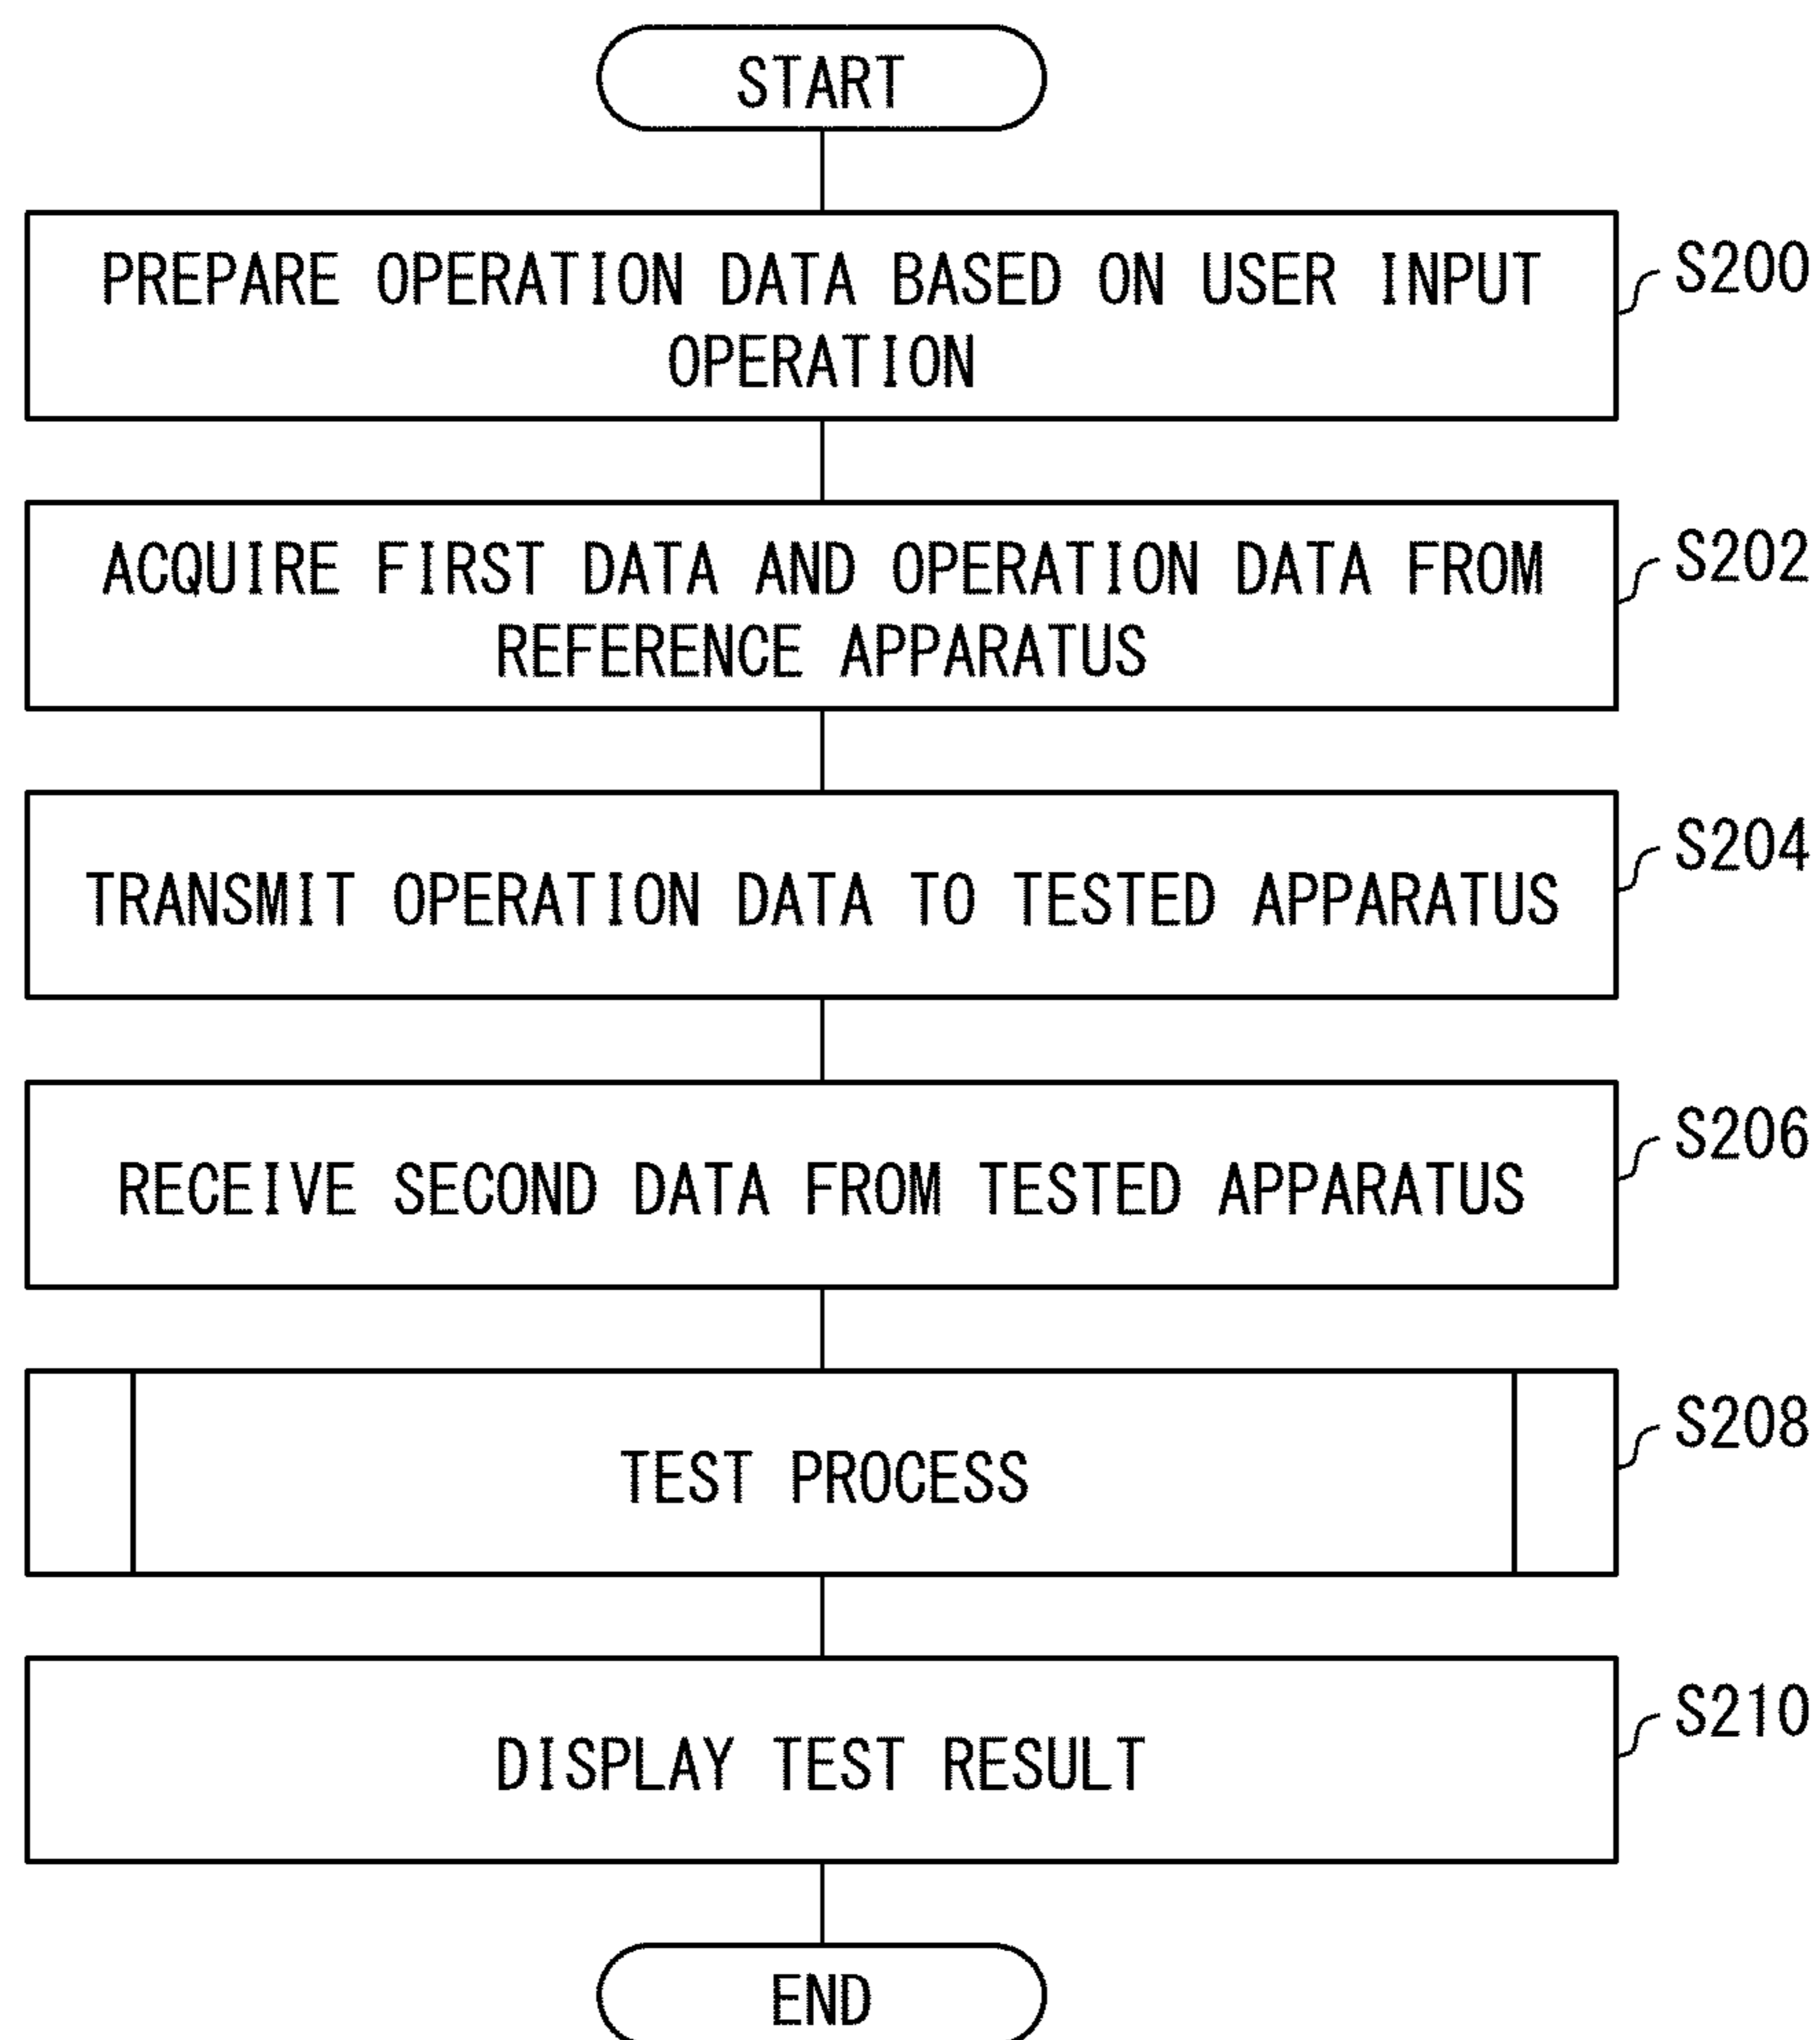 START
PREPARE OPERATION DATA BASED ON USER INPUT
OPERATION
S200
ACQUIRE FIRST DATA AND OPERATION DATA FROM
REFERENCE APPARATUS
S202
TRANSMIT OPERATION DATA TO TESTED APPARATUS
S204
RECEIVE SECOND DATA FROM TESTED APPARATUS
S206
TEST PROCESS
S208
DISPLAY TEST RESULT
S210
END